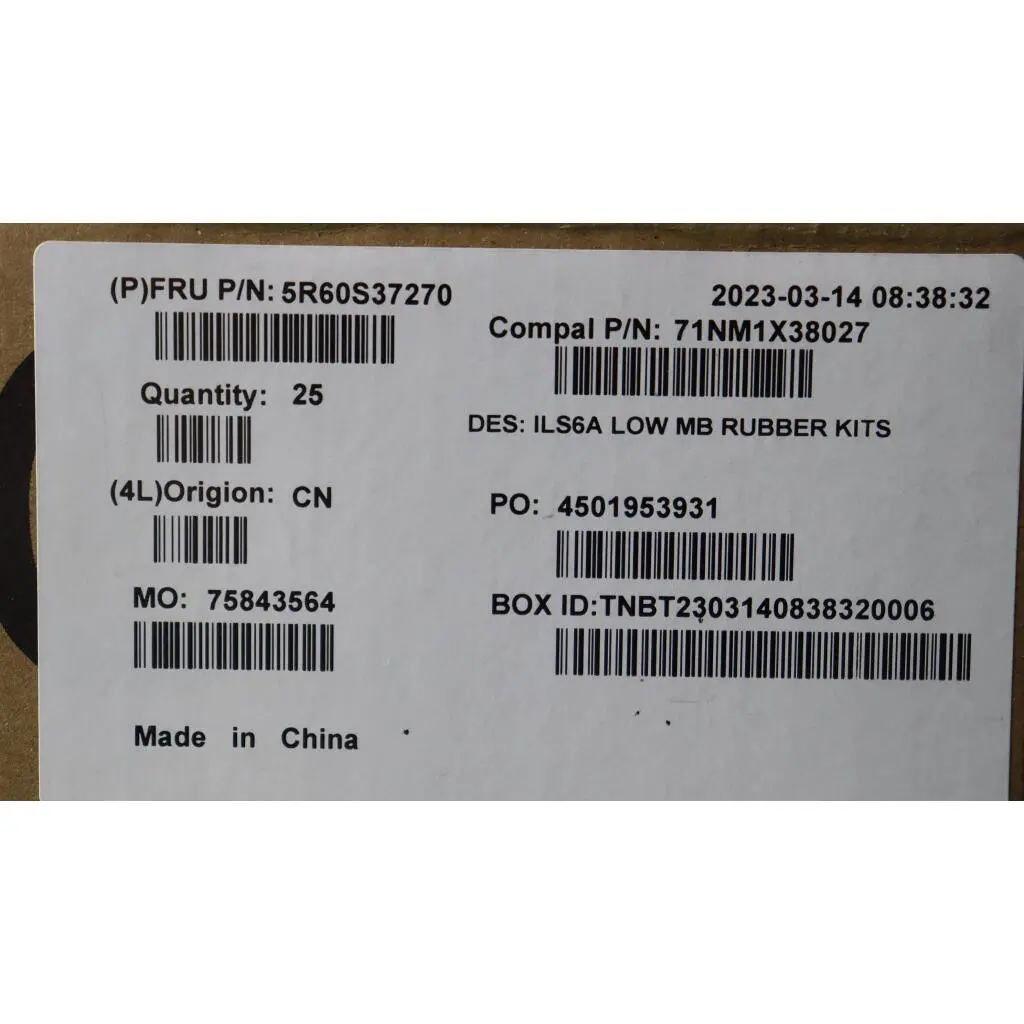 (P)FRU P/N: 5R60S37270
2023-03-14 08:38:32
Compal P/N: 71NM1X38027
Quantity: 25
DES: ILS6A LOW MB RUBBER KITS
(4L)Origion: CN
PO: 4501953931
MO: 75843564
BOX ID:TNBT2303140838320006
Made in China